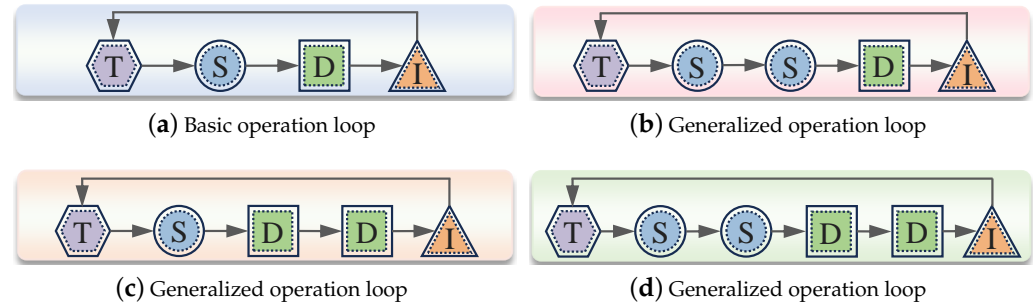 T S D I
T S S D I
(a) Basic operation loop
(b) Generalized operation loop
T S D D I
T S S D D I
(c) Generalized operation loop
(d) Generalized operation loop